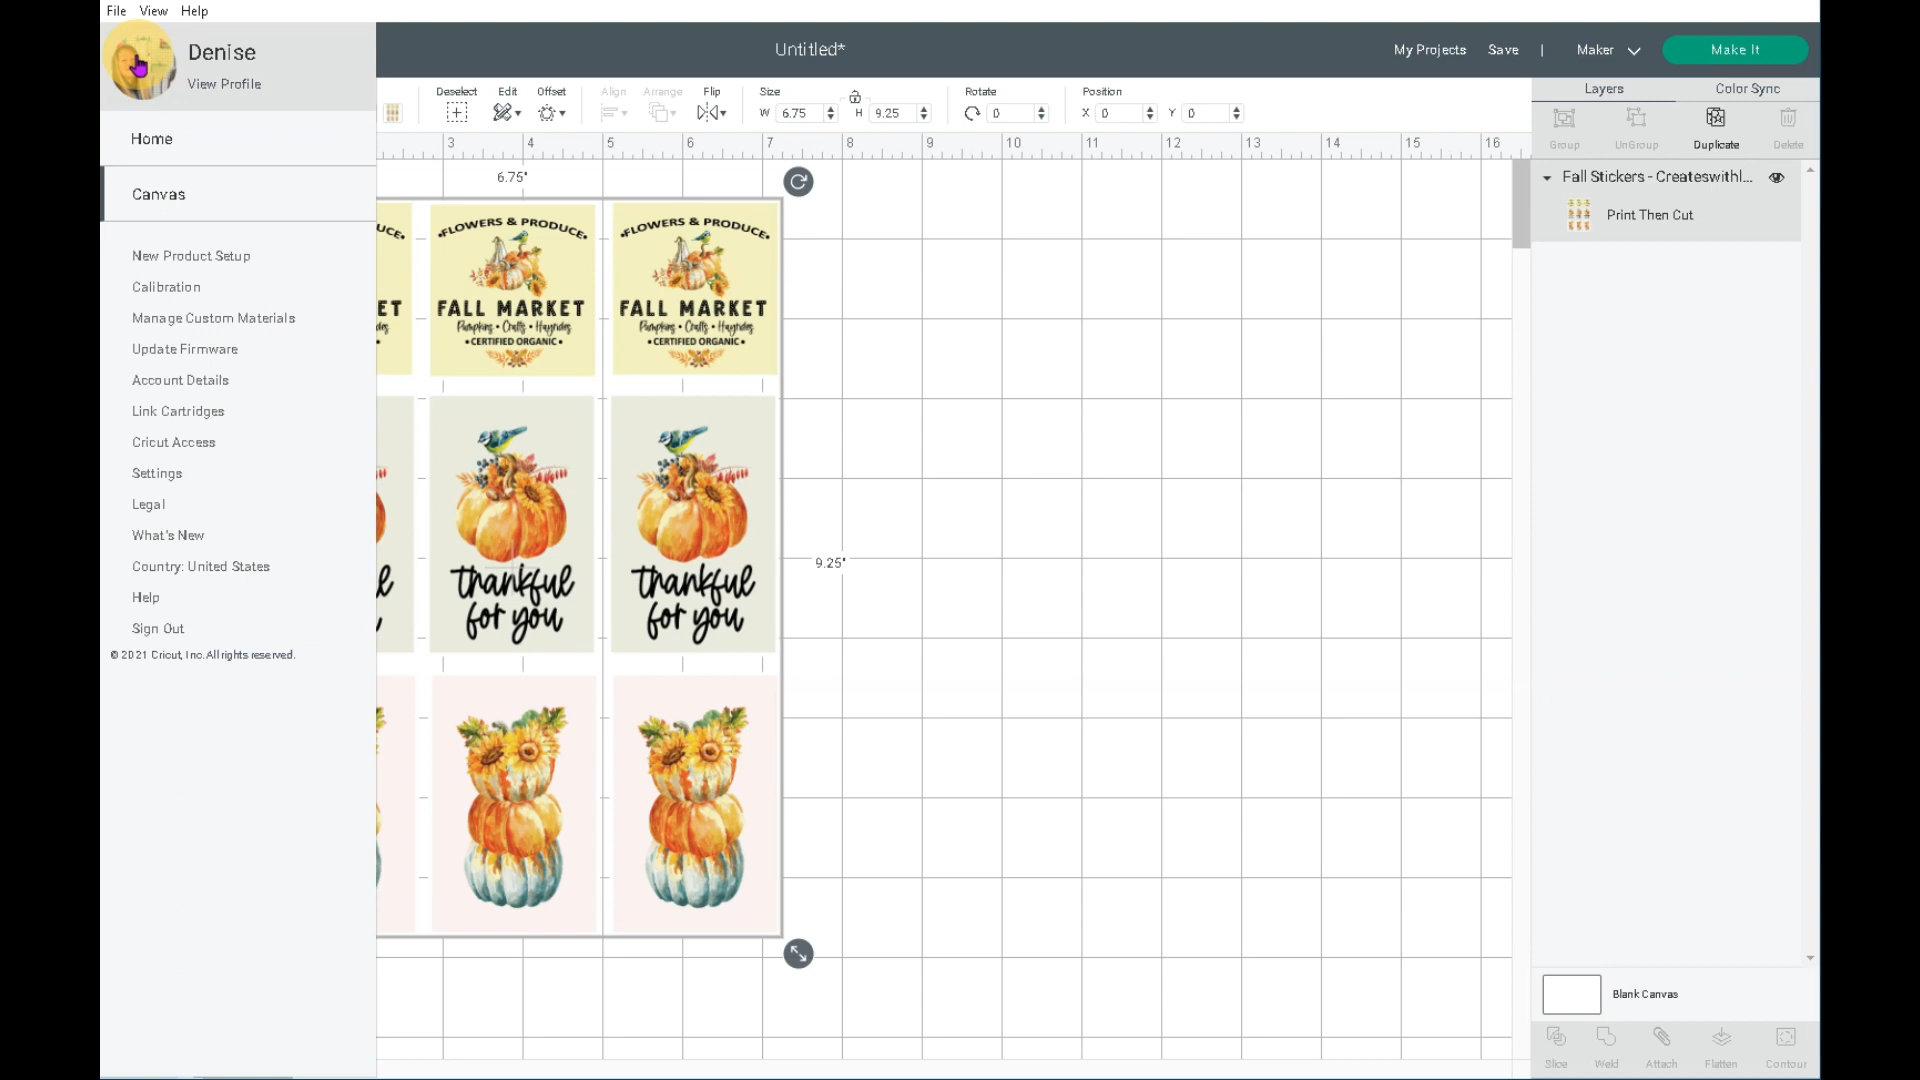 File View Help
Denise
View Profile
Untitled*
My Projects Save | Maker Make It
Home
Canvas
New Product Setup
Calibration
Manage Custom Materials
Update Firmware
Account Details
Link Cartridges
Cricut Access
Settings
Legal
What's New
Country: United States
Help
Sign Out
© 2021 Cricut, Inc. All rights reserved.
Deselect Edit Offset Align Arrange Flip Size Rotate Position
W 6.75 H 9.25 0 X 0 Y 0
3 4 5 6 7 8 9 10 11 12 13 14 15 16
6.75"
•FLOWERS & PRODUCE•
FALL MARKET
Pumpkins • Crafts • Hayrides
• CERTIFIED ORGANIC •
•FLOWERS & PRODUCE•
FALL MARKET
Pumpkins • Crafts • Hayrides
• CERTIFIED ORGANIC •
thankful
for you
thankful
for you
9.25"
Layers Color Sync
Group UnGroup Duplicate Delete
Fall Stickers - Createswithl...
Print Then Cut
Blank Canvas
Slice Weld Attach Flatten Contour